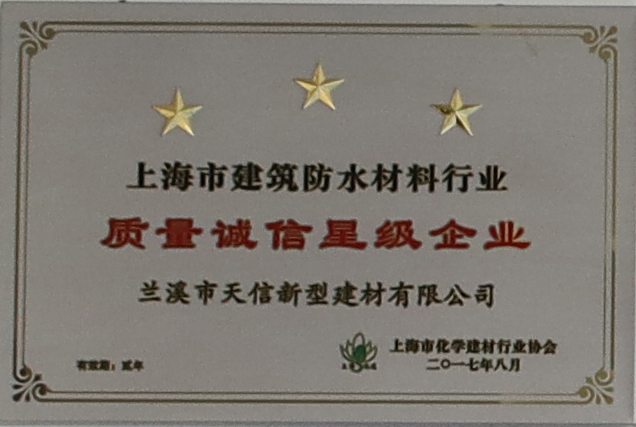 上海市建筑防水材料行业
质量诚信星级企业
兰溪市天信新型建材有限公司
上海市化学建材行业协会
有效期：贰年
二〇一七年八月